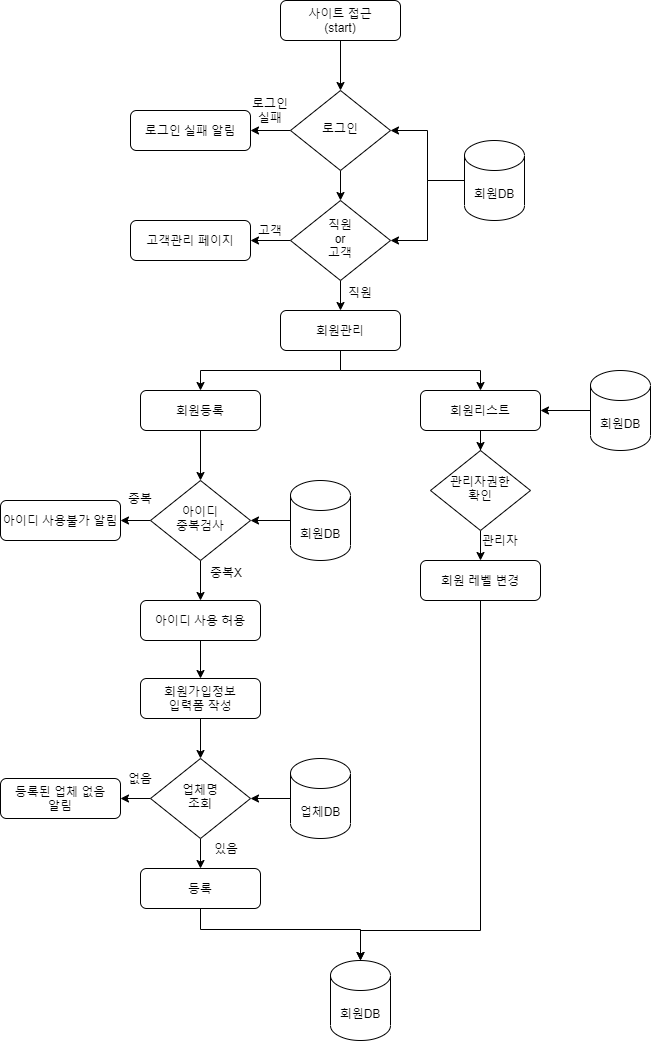 사이트 접근
(start)
로그인
실패
로그인 실패 알림
로그인
회원DB
고객관리 페이지
고객
직원
or
고객
직원
회원관리
회원등록
회원리스트
회원DB
관리자권한
확인
중복
아이디 사용불가 알림
아이디
중복검사
회원DB
관리자
중복X
회원 레벨 변경
아이디 사용 허용
회원가입정보
입력폼 작성
없음
등록된 업체 없음
알림
업체명
조회
업체DB
있음
등록
회원DB